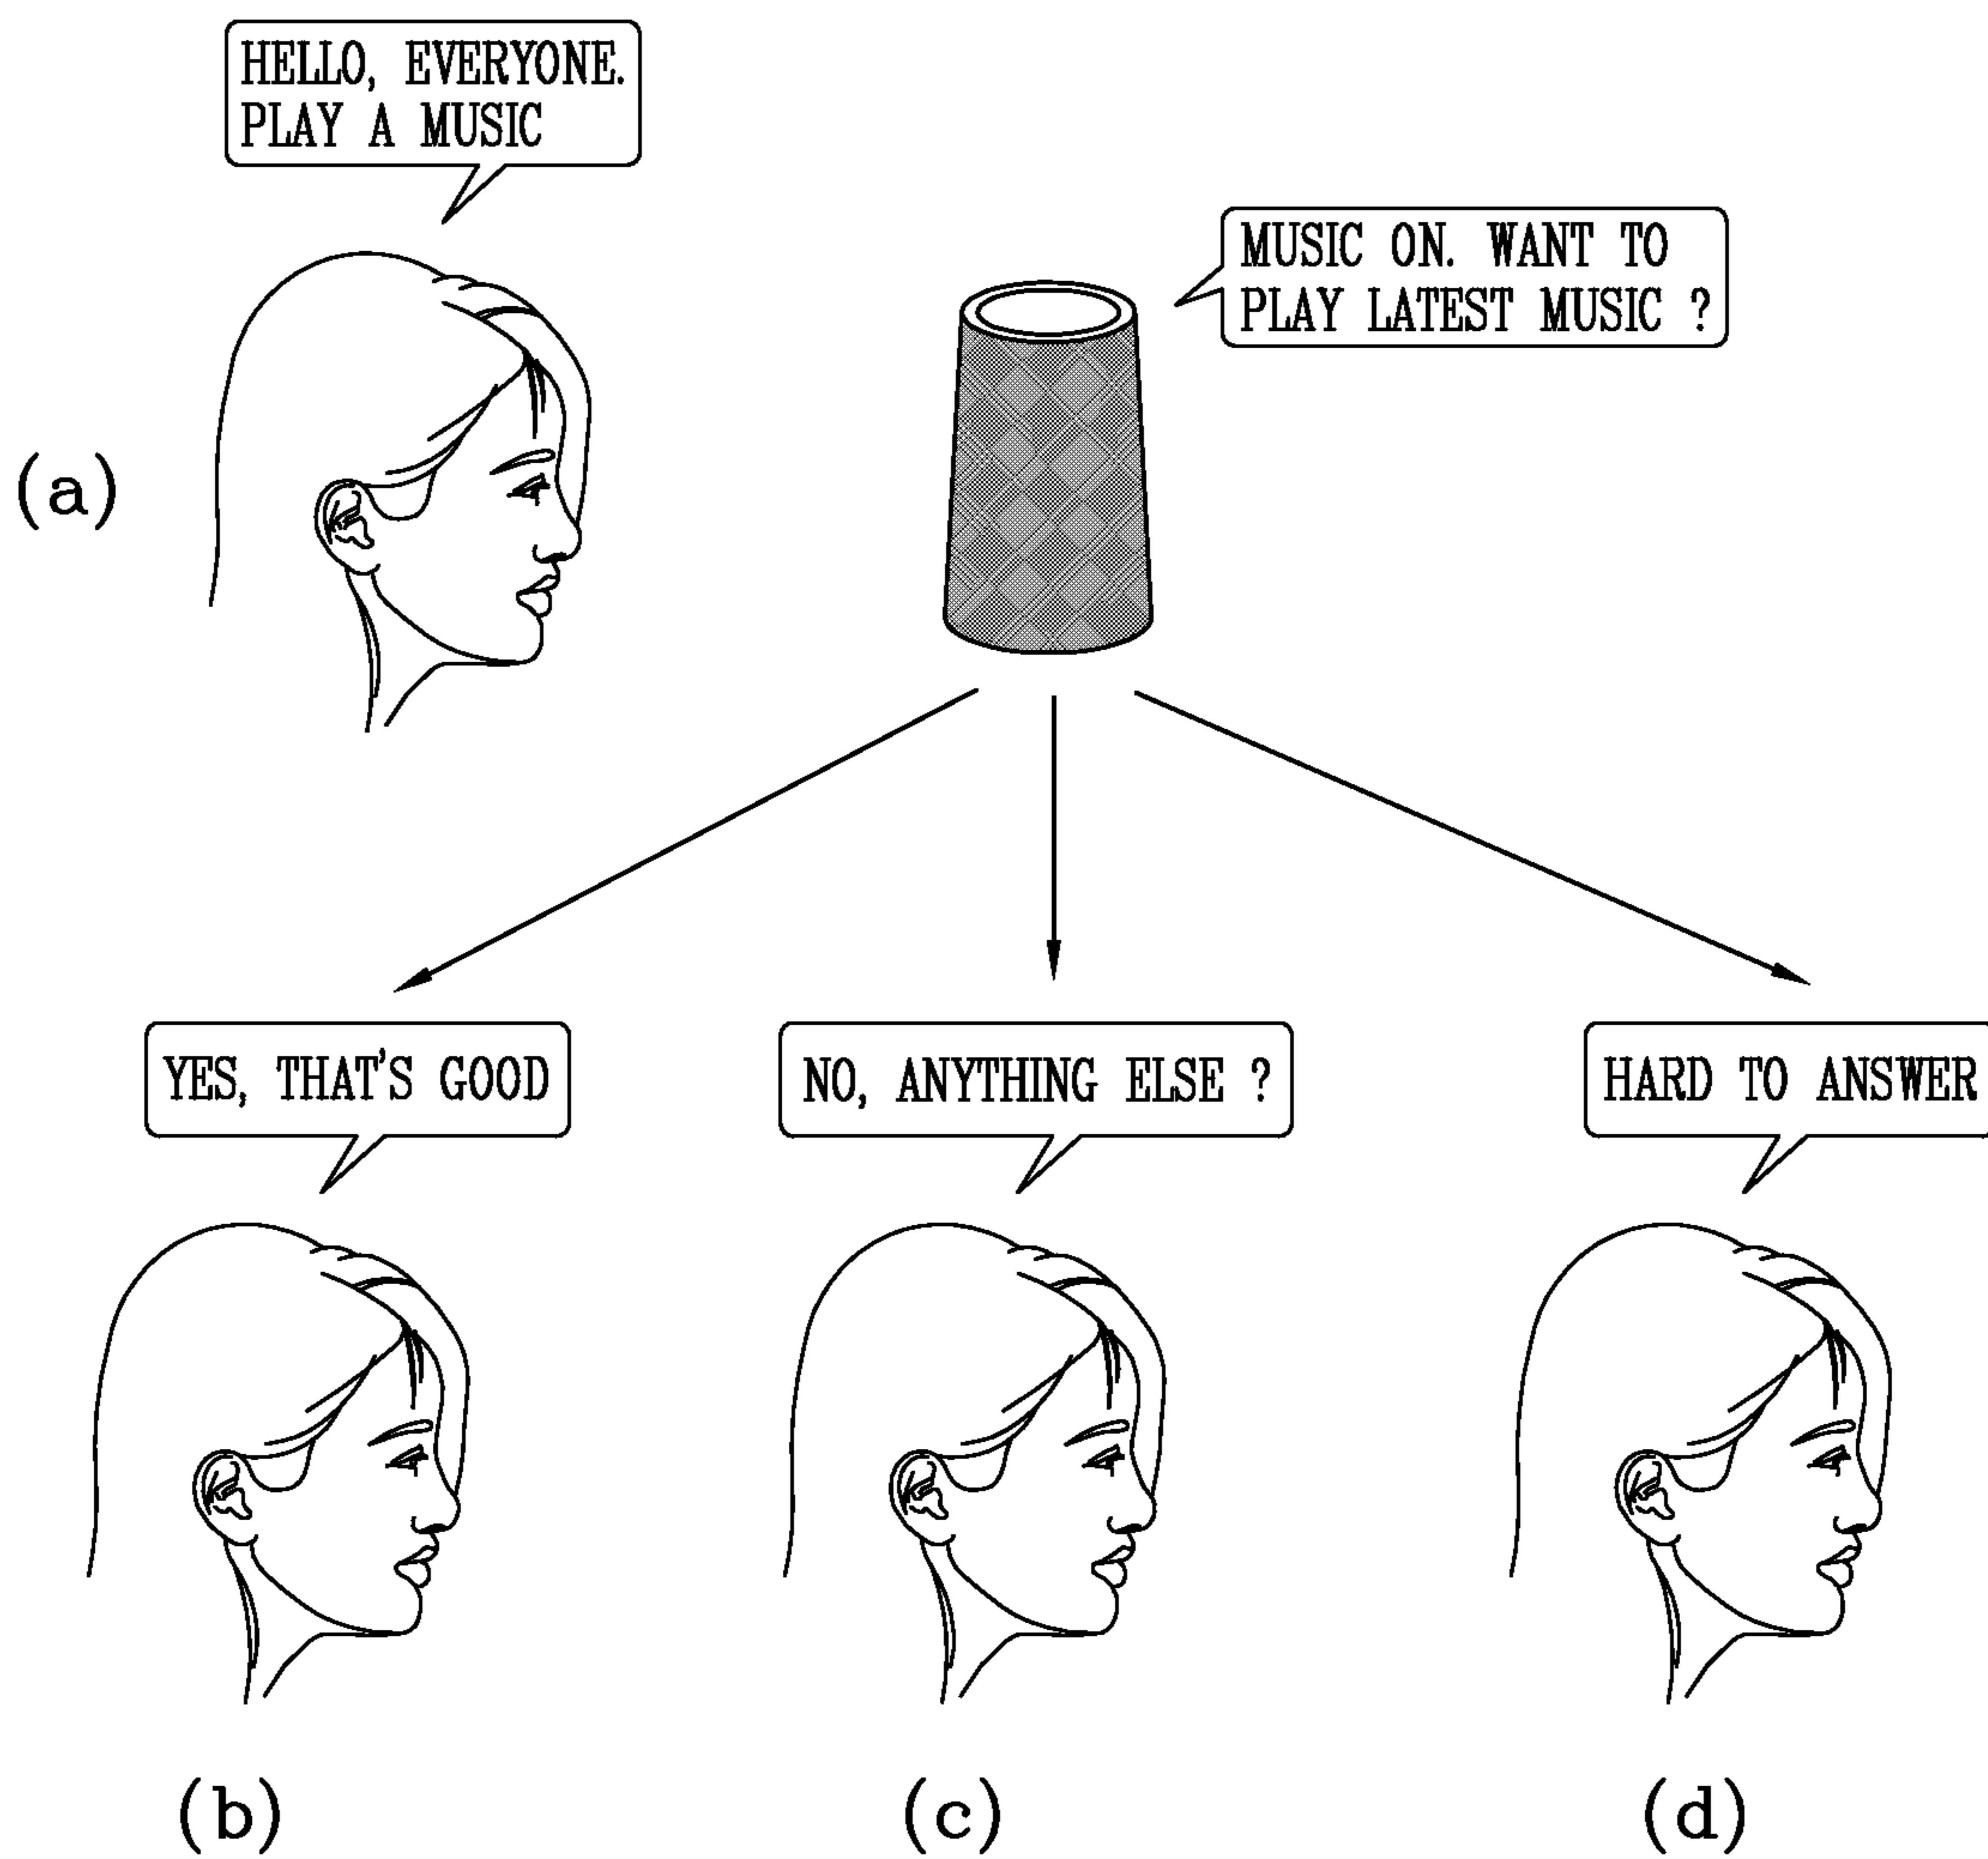 HELLO, EVERYONE.
PLAY A MUSIC
MUSIC ON. WANT TO
PLAY LATEST MUSIC ?
(a)
YES, THAT'S GOOD
NO, ANYTHING ELSE ?
HARD TO ANSWER
(b)
(c)
(d)